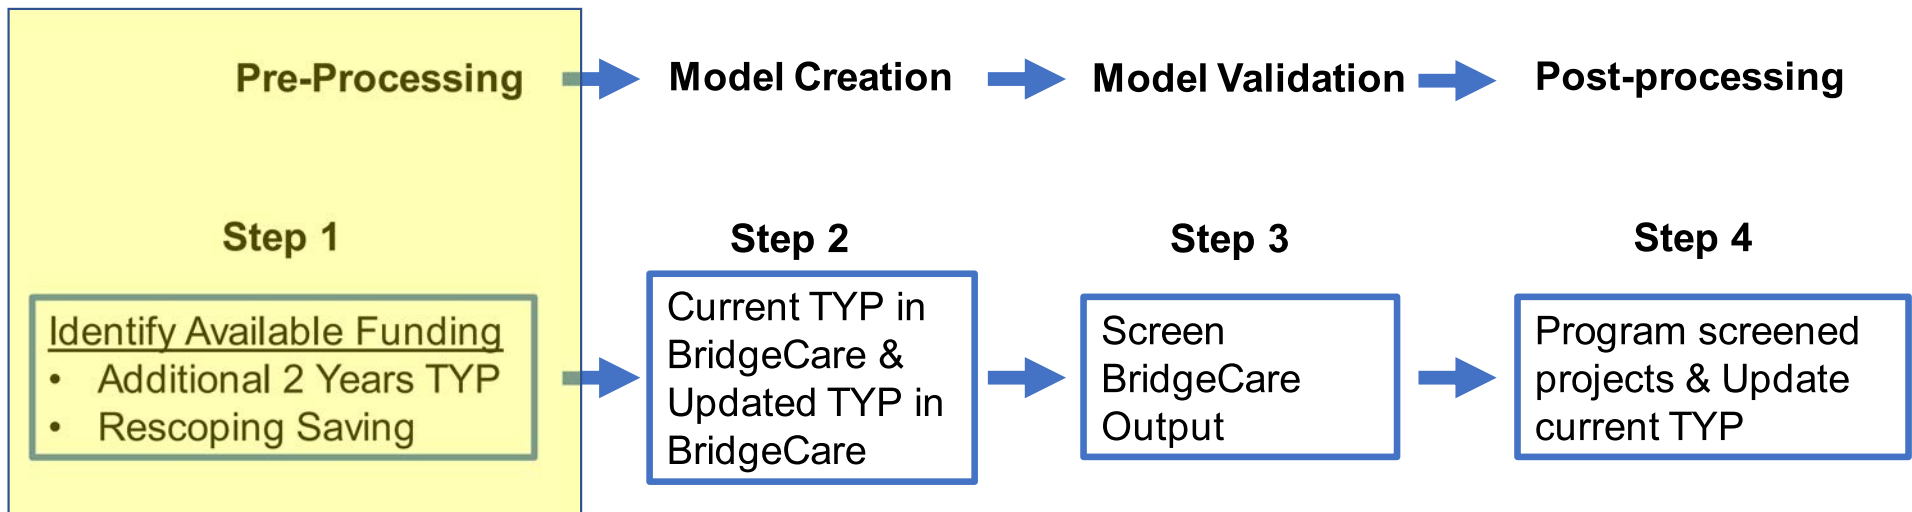 Pre-Processing
Model Creation
Model Validation
Post-processing
Step 1
Step 2
Step 3
Step 4
Identify Available Funding
• Additional 2 Years TYP
• Rescoping Saving
Current TYP in
BridgeCare &
Updated TYP in
BridgeCare
Screen
BridgeCare
Output
Program screened
projects & Update
current TYP